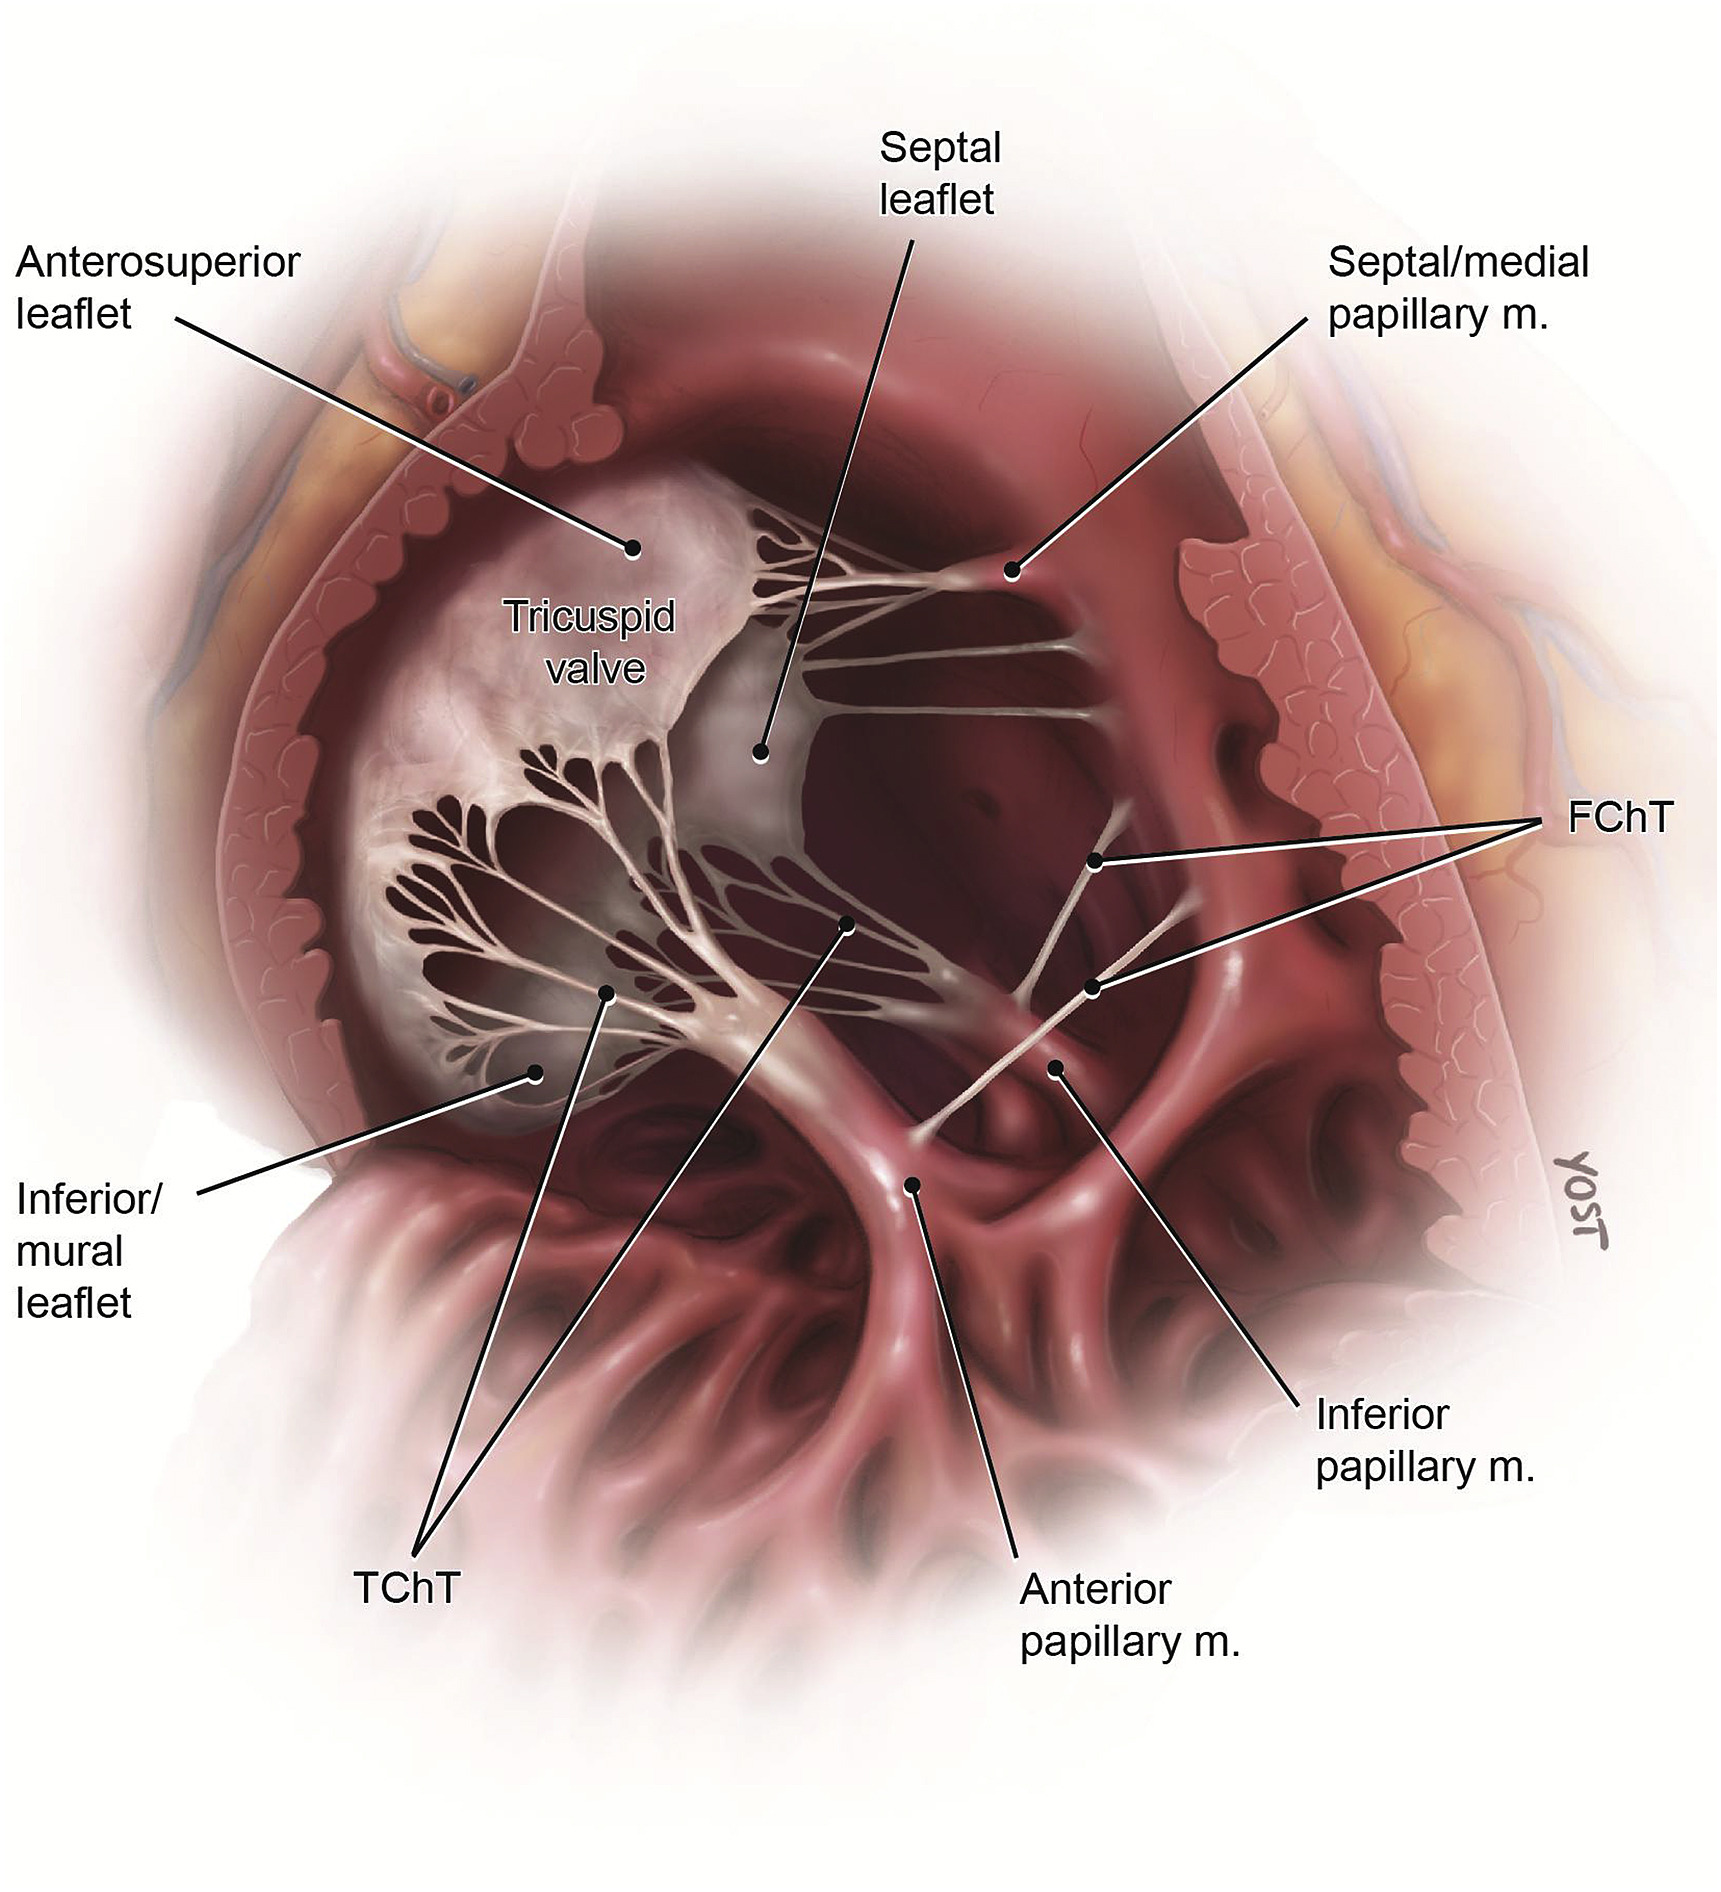 Septal
leaflet
Anterosuperior
leaflet
Septal/medial
papillary m.
Tricuspid
valve
FChT
YOST
Inferior/
mural
leaflet
Inferior
papillary m.
TChT
Anterior
papillary m.